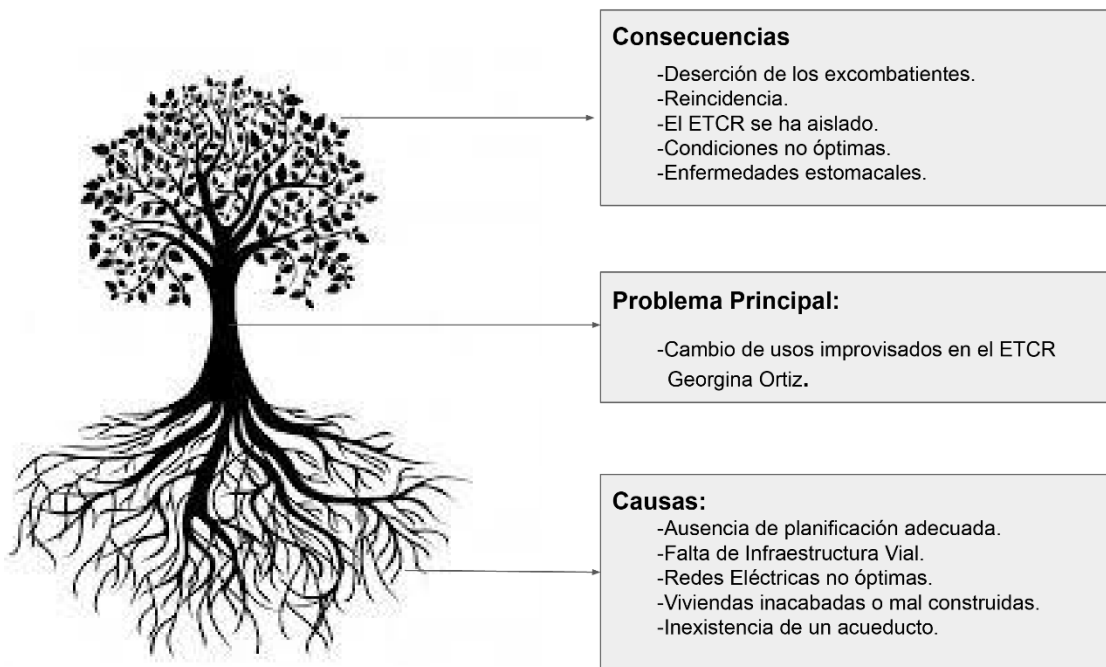 Consecuencias
-Deserción de los excombatientes.
-Reincidencia.
-El ETCR se ha aislado.
-Condiciones no óptimas.
-Enfermedades estomacales.
Problema Principal:
-Cambio de usos improvisados en el ETCR
Georgina Ortiz.
Causas:
-Ausencia de planificación adecuada.
-Falta de Infraestructura Vial.
-Redes Eléctricas no óptimas.
-Viviendas inacabadas o mal construidas.
-Inexistencia de un acueducto.